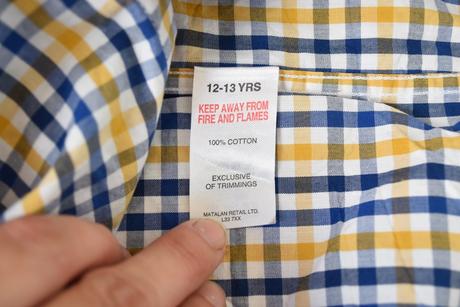 12-13 YRS
KEEP AWAY FROM
FIRE AND FLAMES
100% COTTON
EXCLUSIVE
OF TRIMMINGS
MATALAN RETAIL LTD.
L33 7XX